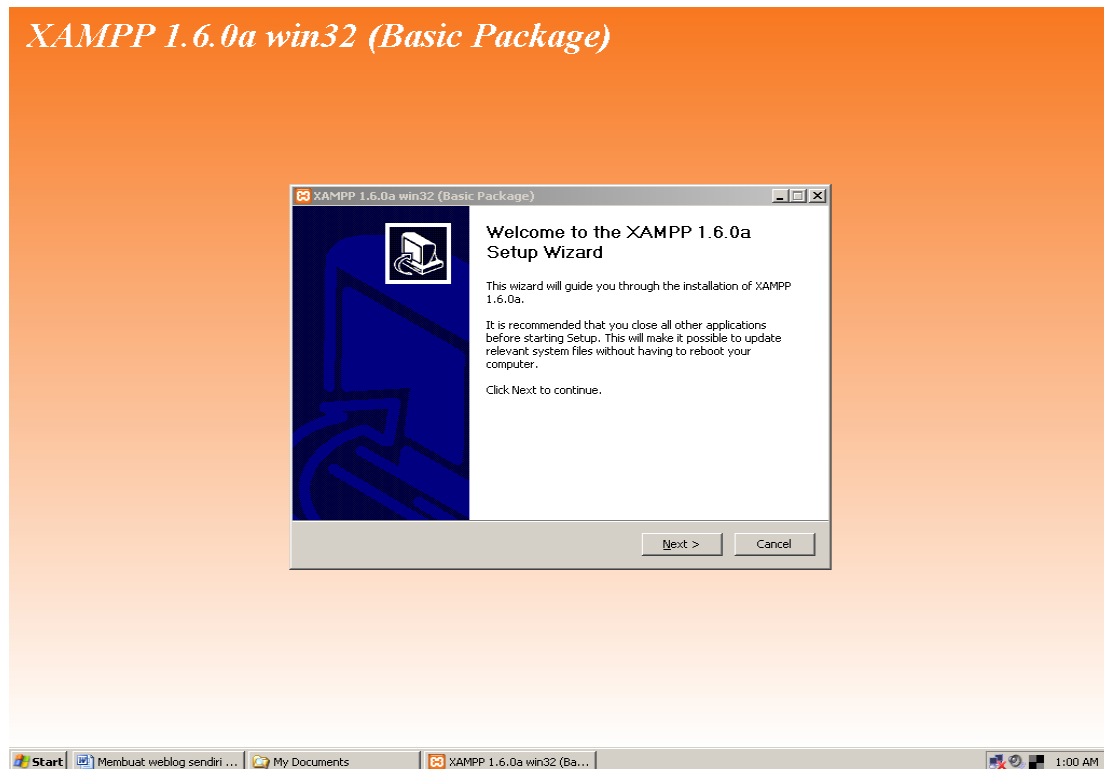 XAMPP 1.6.0a win32 (Basic Package)
XAMPP 1.6.0a win32 (Basic Package)
Welcome to the XAMPP 1.6.0a
Setup Wizard
This wizard will guide you through the installation of XAMPP
1.6.0a.
It is recommended that you close all other applications
before starting Setup. This will make it possible to update
relevant system files without having to reboot your
computer.
Click Next to continue.
Next >
Cancel
Start
Membuat weblog sendiri ...
My Documents
XAMPP 1.6.0a win32 (Ba...
1:00 AM